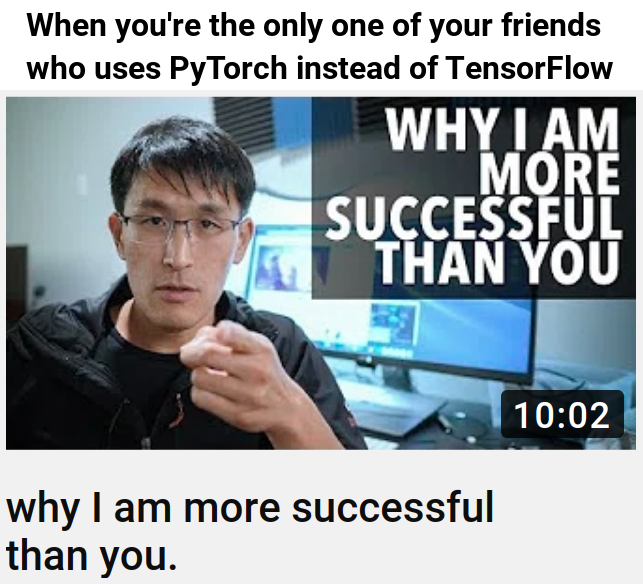 When you're the only one of your friends
who uses PyTorch instead of TensorFlow
WHY I AM
MORE
SUCCESSFUL
THAN YOU
10:02
why I am more successful
than you.